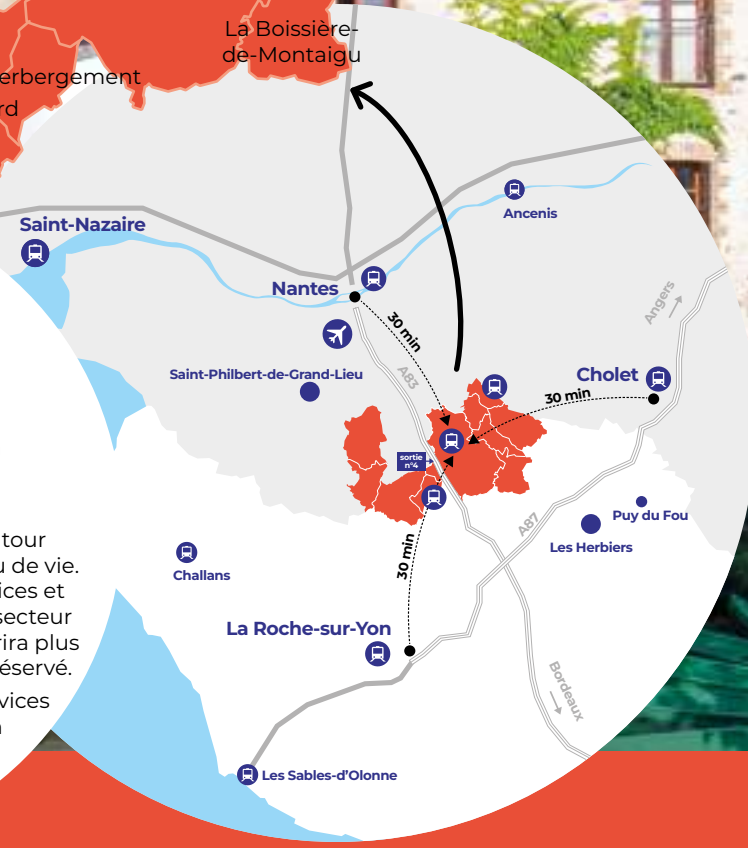 La Boissière-
de-Montaigu
erbergement
rd
Saint-Nazaire
Ancenis
Nantes
30 min
Angers
Saint-Philbert-de-Grand-Lieu
A83
Cholet
30 min
sortie
n°4
A87
Puy du Fou
Les Herbiers
30 min
Challans
La Roche-sur-Yon
Bordeaux
Les Sables-d'Olonne
tour
u de vie.
ices et
secteur
rira plus
éservé.
vices